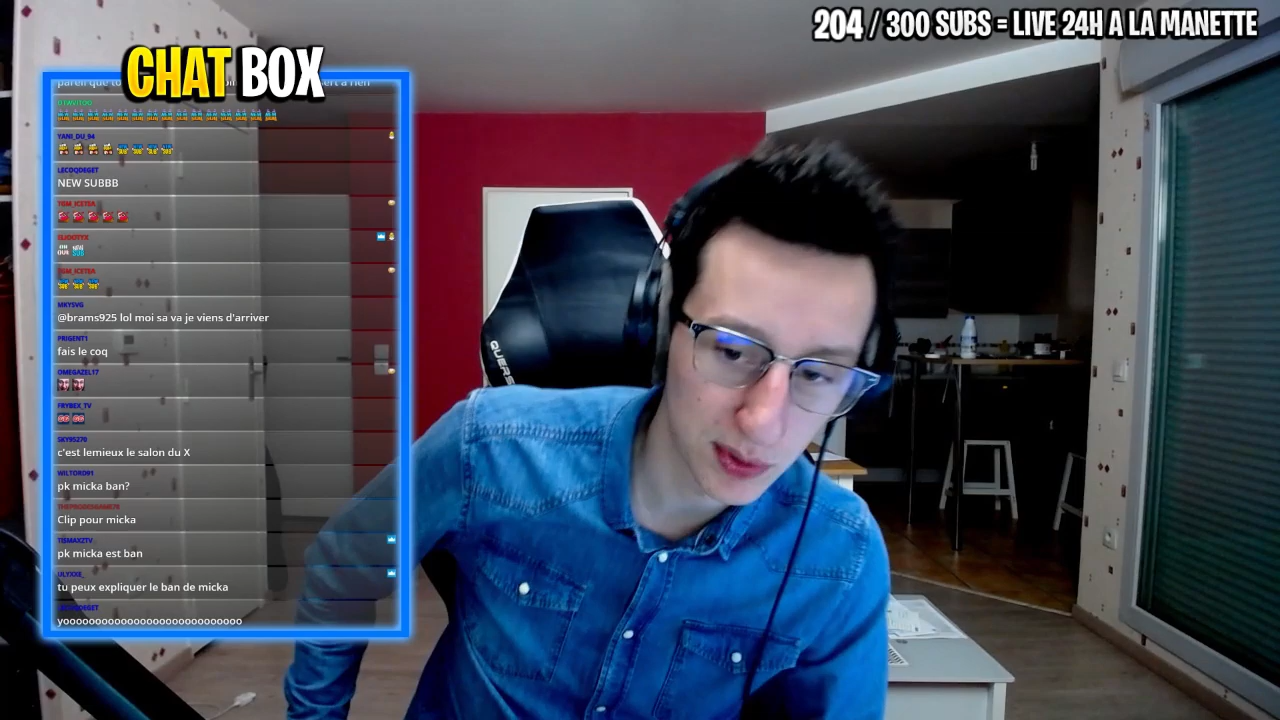 204 / 300 SUBS = LIVE 24H A LA MANETTE
CHAT BOX
YANI_DU_94
LECOQDEGET
NEW SUBBB
TGM_ICETEA
TGM_ICETEA
MKYSVG
@brams925 lol moi sa va je viens d'arriver
PRIGENT1
fais le coq
OMEGAZEL17
FRYBEX_TV
SKY95270
c'est lemieux le salon du X
WILTORD91
pk micka ban?
Clip pour micka
TISMAXZTV
pk micka est ban
ULYXXE_
tu peux expliquer le ban de micka
yooooooooooooooooooooooooooooo